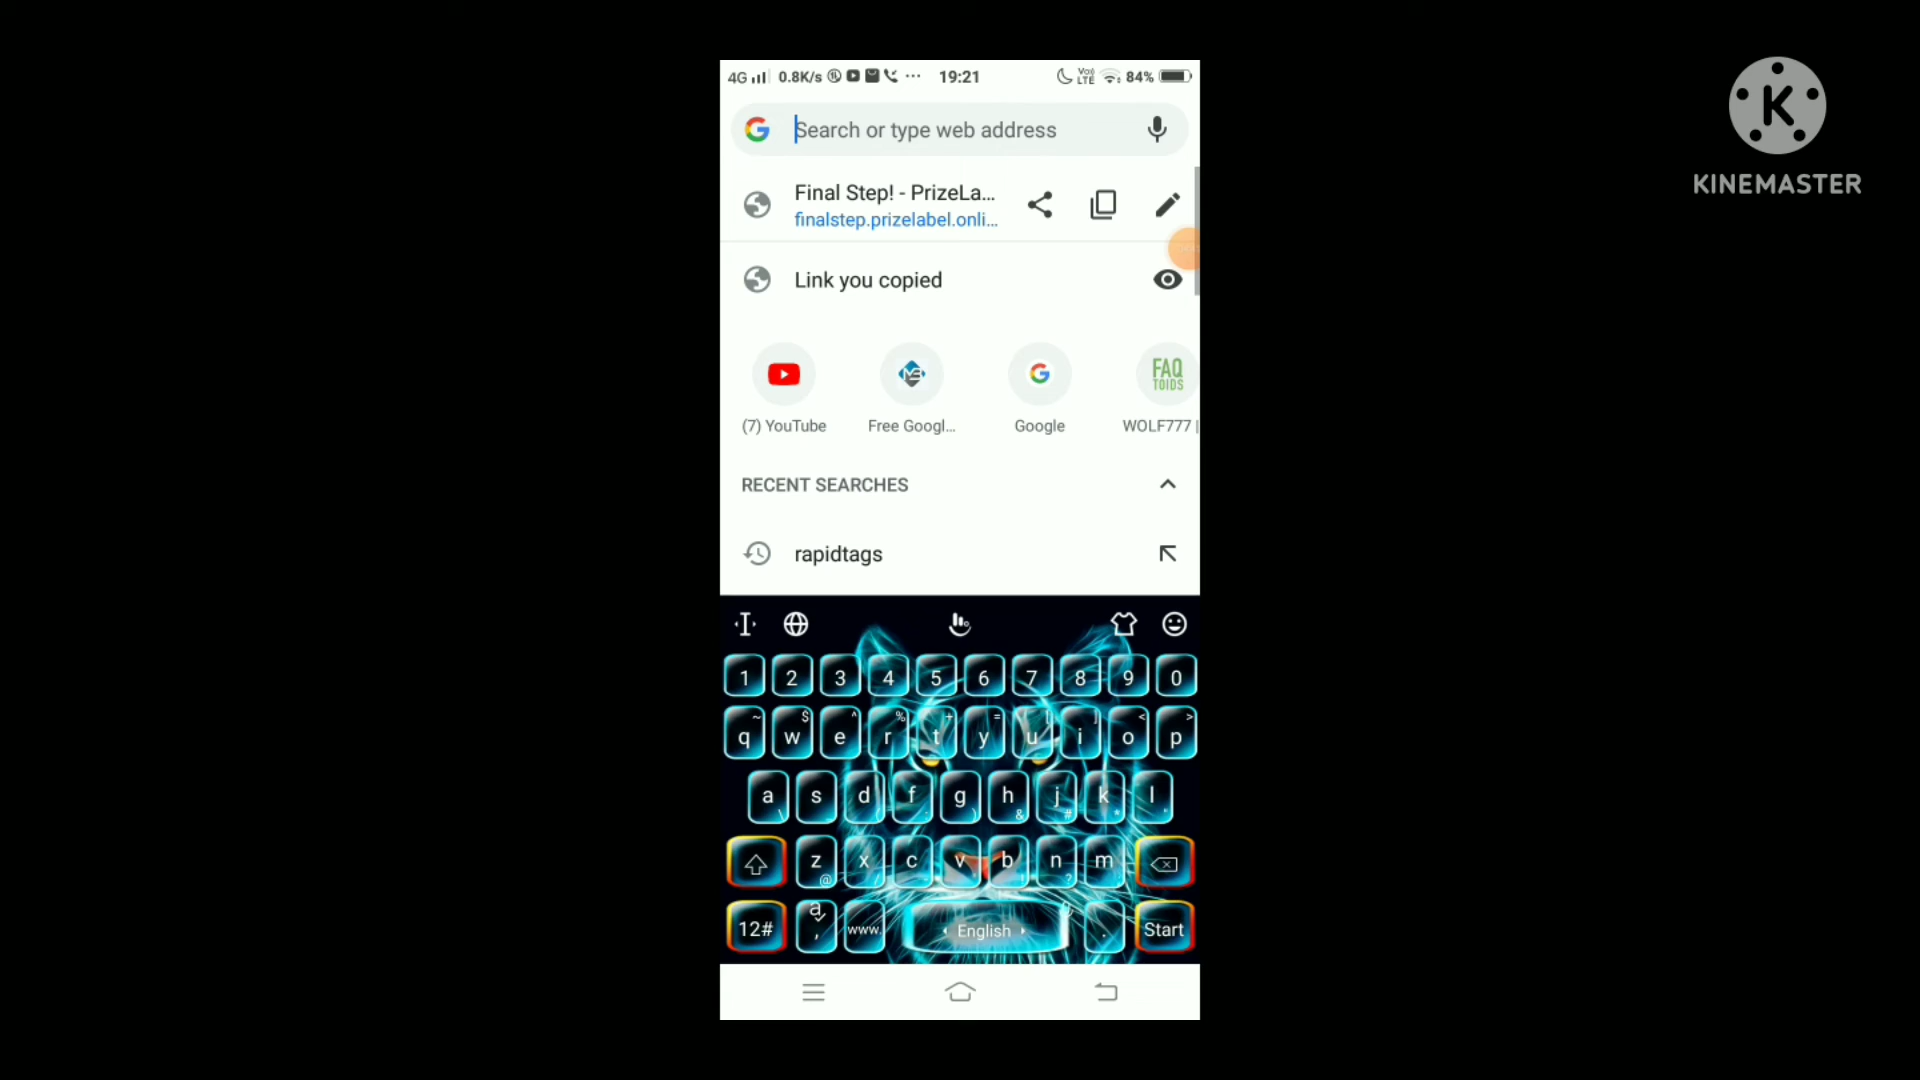 4G 0.8K/s ... 19:21 Vo) LTE 84%
K
KINEMASTER
Search or type web address
Final Step! - PrizeLa...
finalstep.prizelabel.onli...
Link you copied
FAQ
TOIDS
(7) YouTube Free Googl... Google WOLF777 |
RECENT SEARCHES
rapidtags
1 2 3 4 5 6 7 8 9 0
~ $ ^ % + = [ ] < >
q w e r t y u i o p
a s d f g h j k l
\ ) & # * "
z x c v b n m
@ / ?
12# , www. English . Start